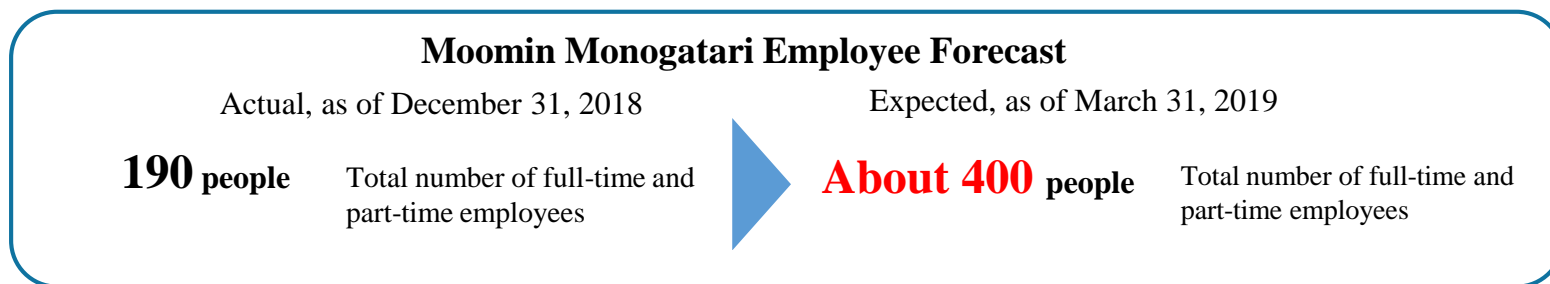 Moomin Monogatari Employee Forecast
Actual, as of December 31, 2018
190 people
Total number of full-time and
part-time employees
Expected, as of March 31, 2019
About 400 people
Total number of full-time and
part-time employees